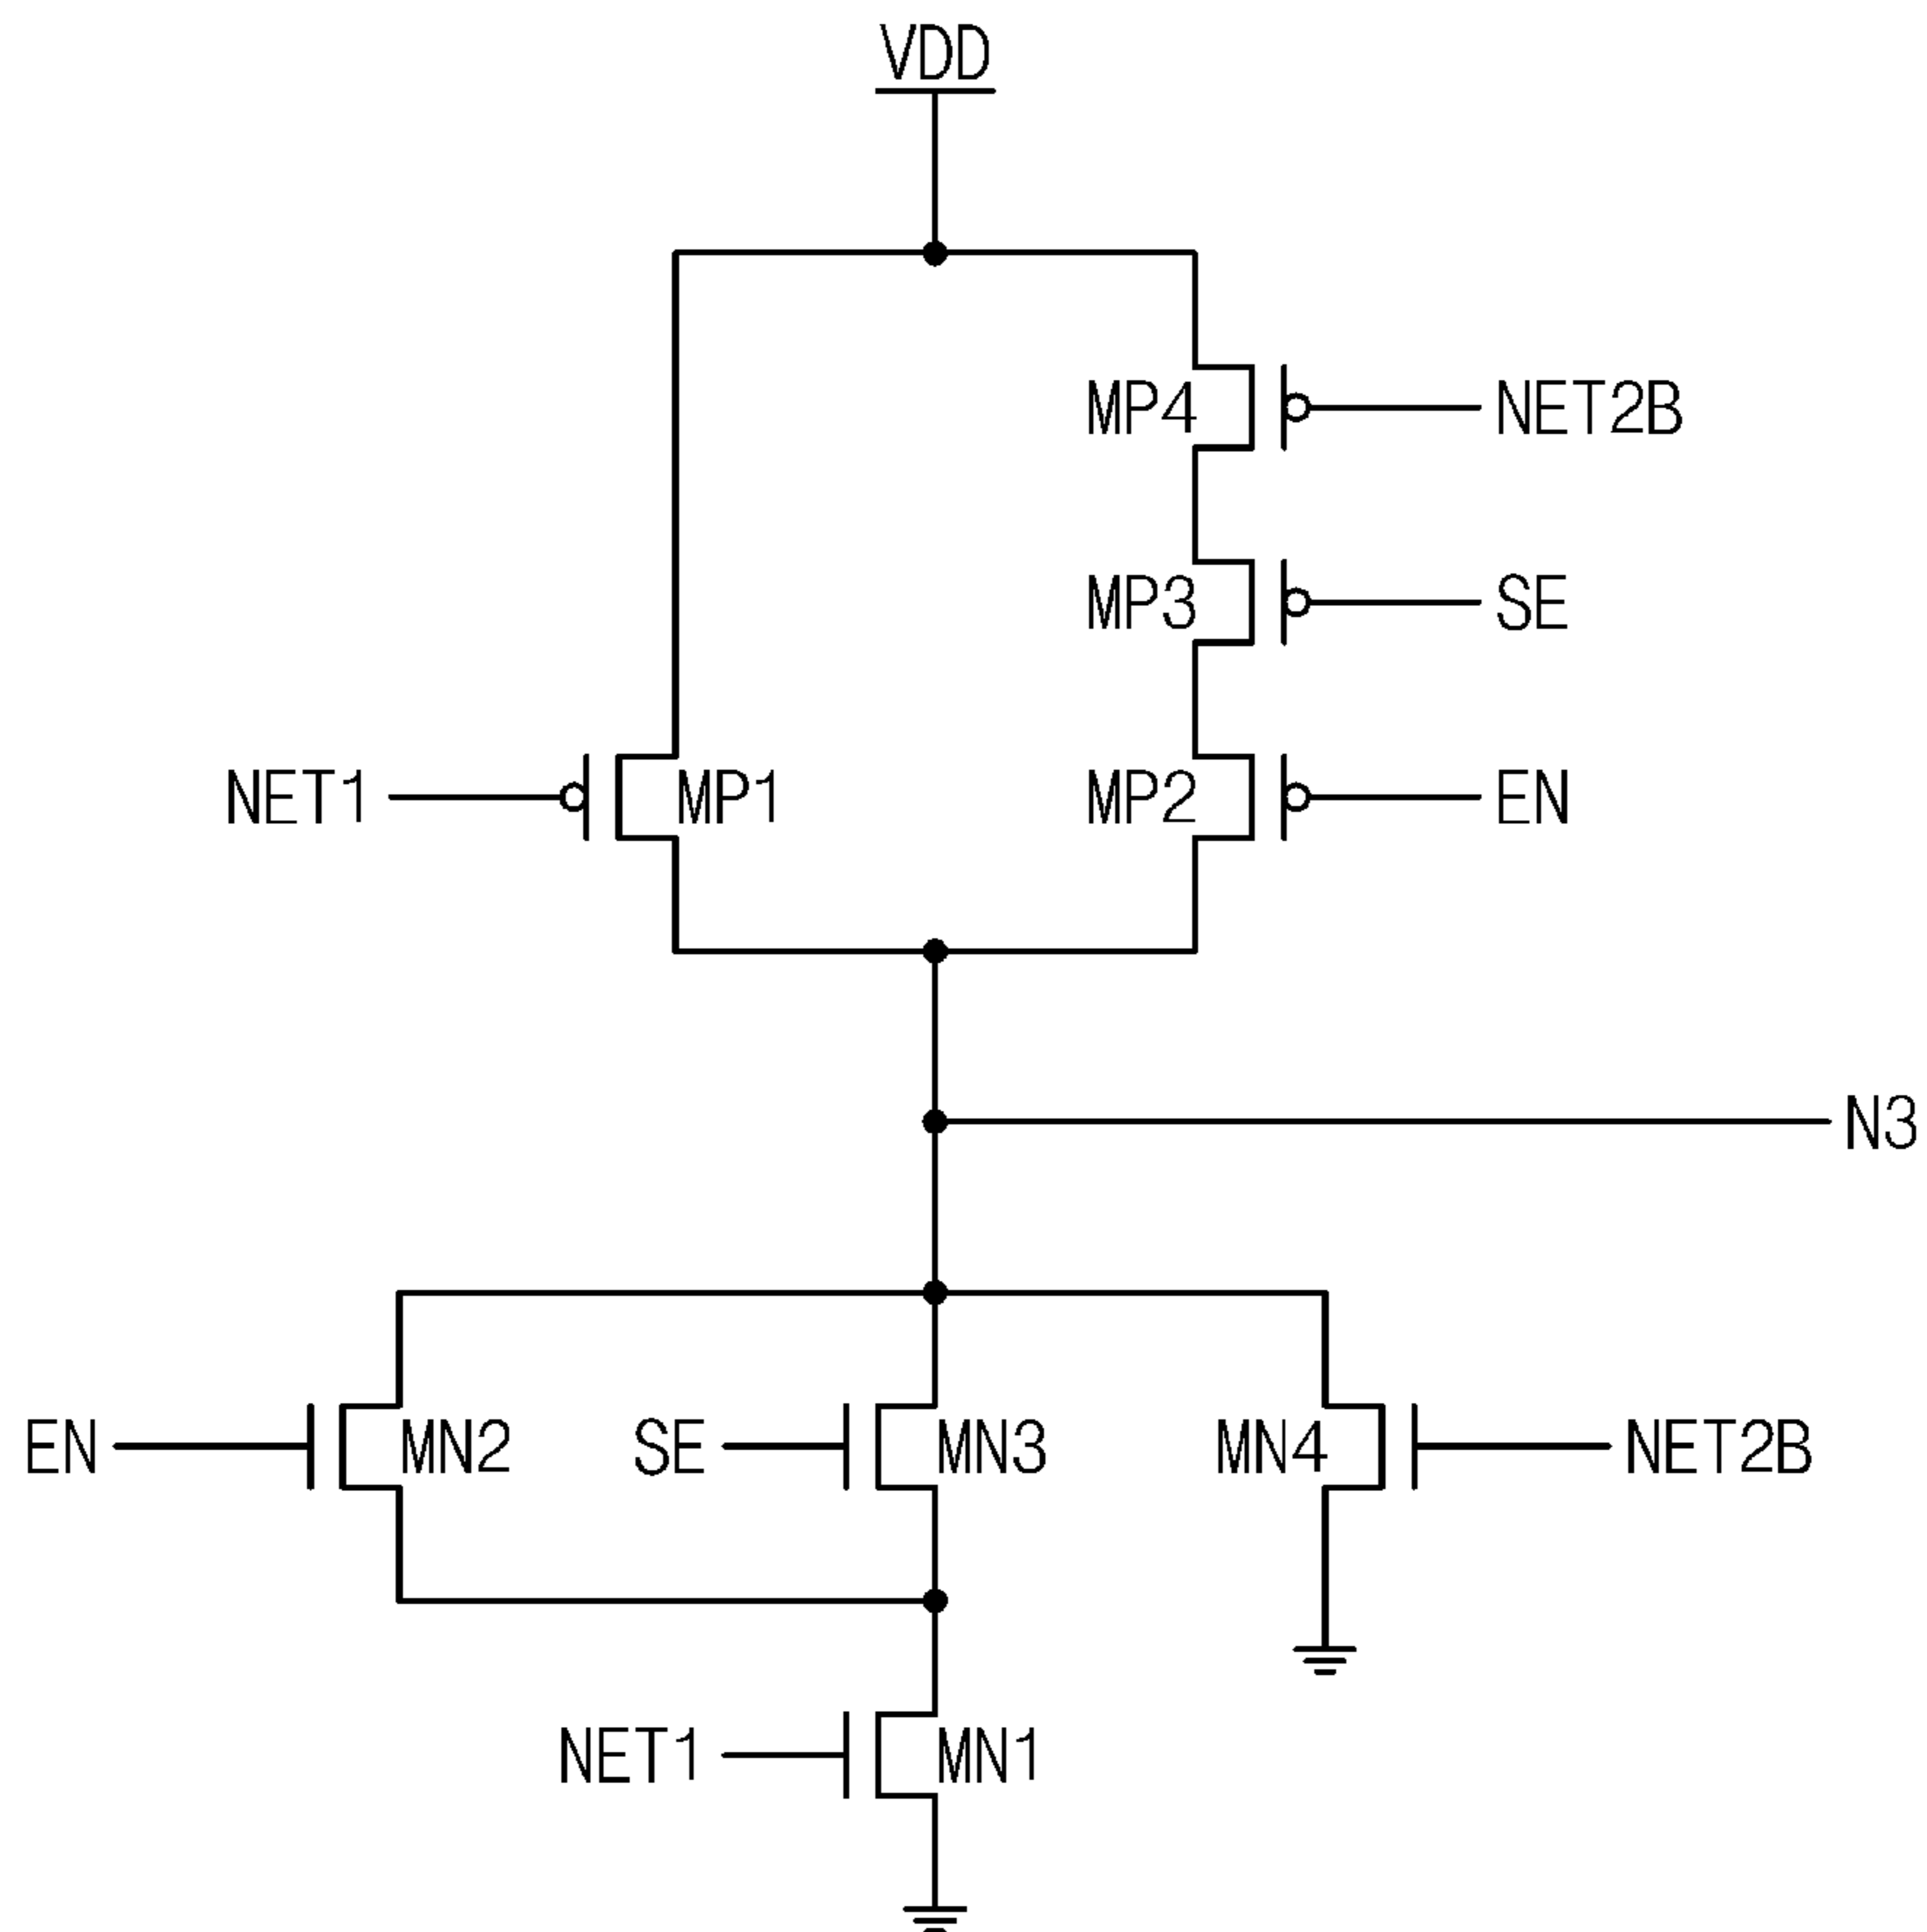 VDD
MP4 NET2B
MP3 SE
NET1 MP1 MP2 EN
N3
EN MN2 SE MN3 MN4 NET2B
NET1 MN1